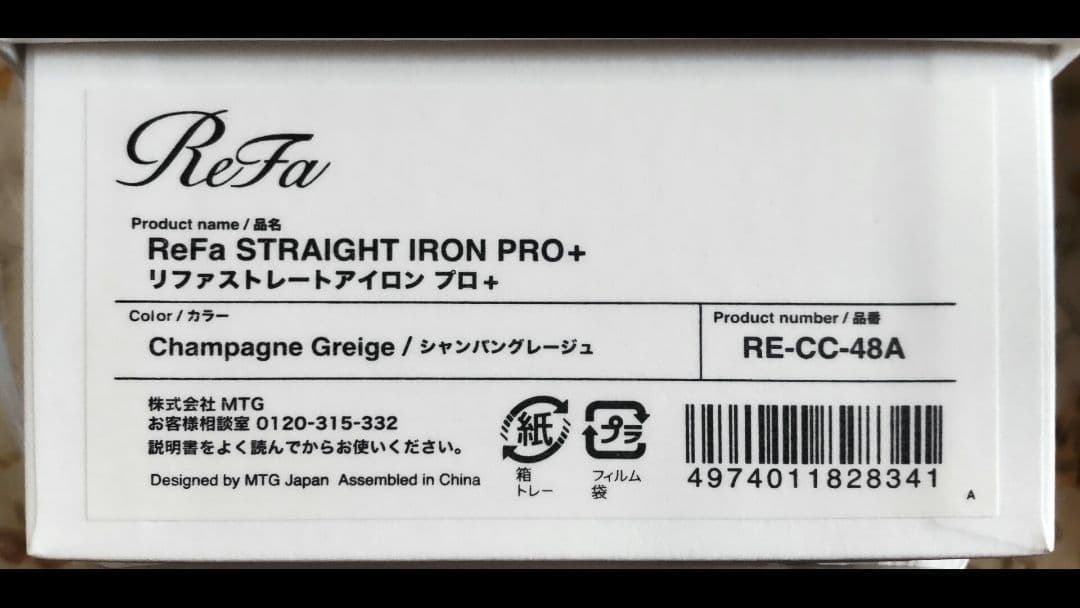 ReFa
Product name / 品名
ReFa STRAIGHT IRON PRO+
リファストレートアイロン プロ+
Color / カラー
Champagne Greige / シャンパングレージュ
Product number / 品番
RE-CC-48A
株式会社 MTG
お客様相談室 0120-315-332
説明書をよく読んでからお使いください。
Designed by MTG Japan Assembled in China
紙
箱
トレー
プラ
フィルム
袋
4974011828341
A